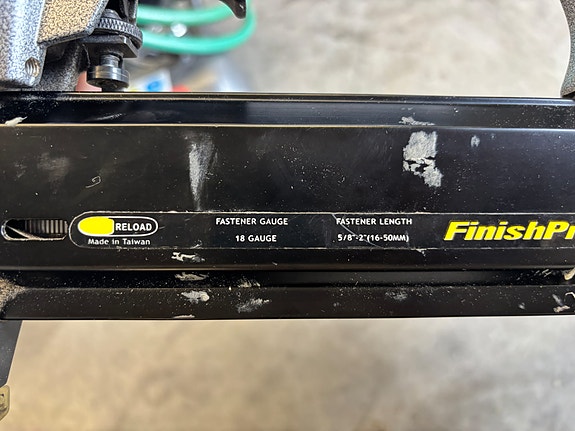 RELOAD
Made in Taiwan
FASTENER GAUGE
18 GAUGE
FASTENER LENGTH
5/8"-2"(16-50MM)